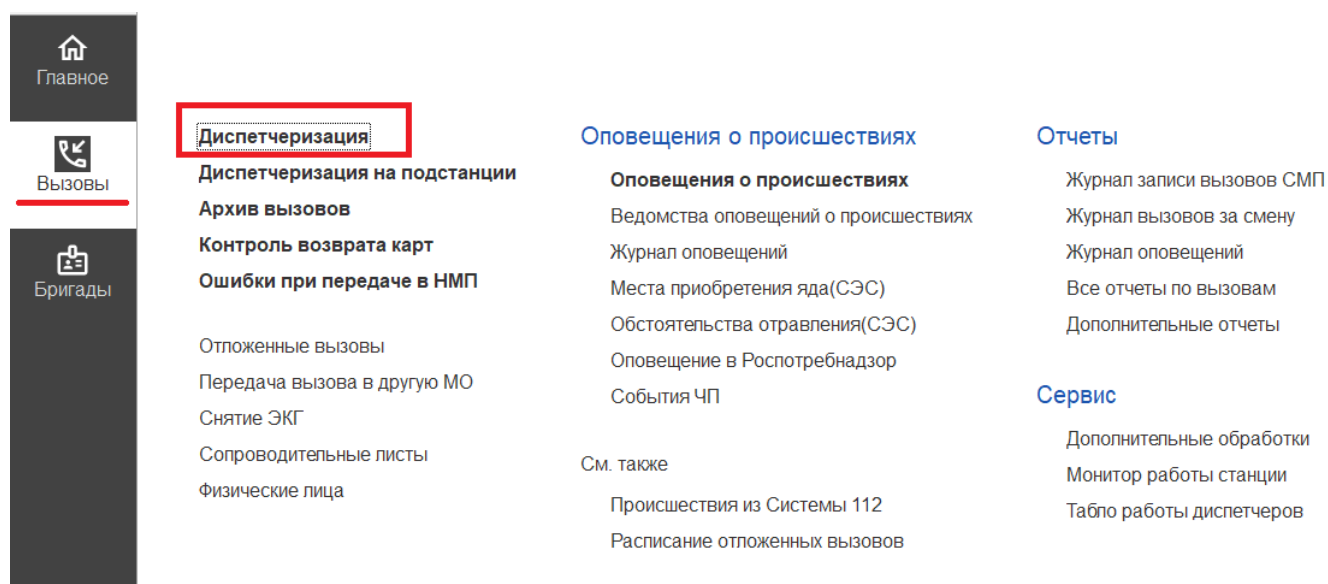 Главное
Вызовы
Бригады
Диспетчеризация
Диспетчеризация на подстанции
Архив вызовов
Контроль возврата карт
Ошибки при передаче в НМП
Отложенные вызовы
Передача вызова в другую МО
Снятие ЭКГ
Сопроводительные листы
Физические лица
Оповещения о происшествиях
Оповещения о происшествиях
Ведомства оповещений о происшествиях
Журнал оповещений
Места приобретения яда(СЭС)
Обстоятельства отравления(СЭС)
Оповещение в Роспотребнадзор
События ЧП
См. также
Происшествия из Системы 112
Расписание отложенных вызовов
Отчеты
Журнал записи вызовов СМП
Журнал вызовов за смену
Журнал оповещений
Все отчеты по вызовам
Дополнительные отчеты
Сервис
Дополнительные обработки
Монитор работы станции
Табло работы диспетчеров